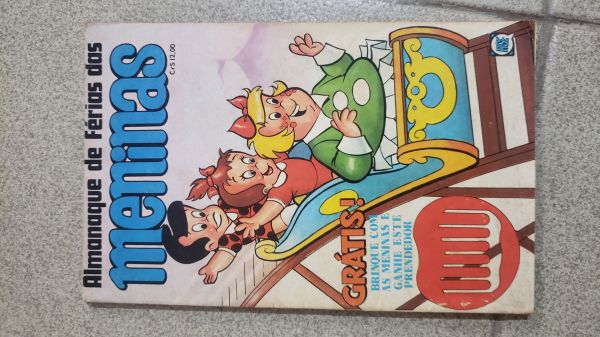 Almanaque de Férias das
meninas
Cr$ 12,00
GRÁTIS!
BRINQUE COM
AS MENINAS E
GANHE ESTE
PRENDEDOR